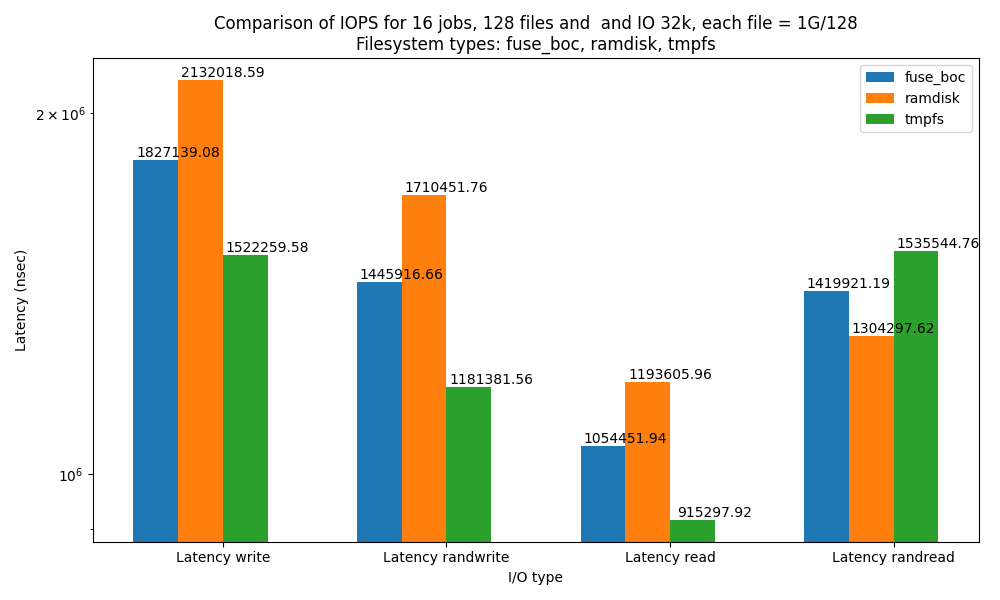 Comparison of IOPS for 16 jobs, 128 files and  and IO 32k, each file = 1G/128
Filesystem types: fuse_boc, ramdisk, tmpfs
fuse_boc
ramdisk
tmpfs
2132018.59
1827139.08
1522259.58
1710451.76
1445916.66
1181381.56
1193605.96
1054451.94
915297.92
1535544.76
1419921.19
1304297.62
2 × 10⁶
10⁶
Latency (nsec)
Latency write
Latency randwrite
Latency read
Latency randread
I/O type